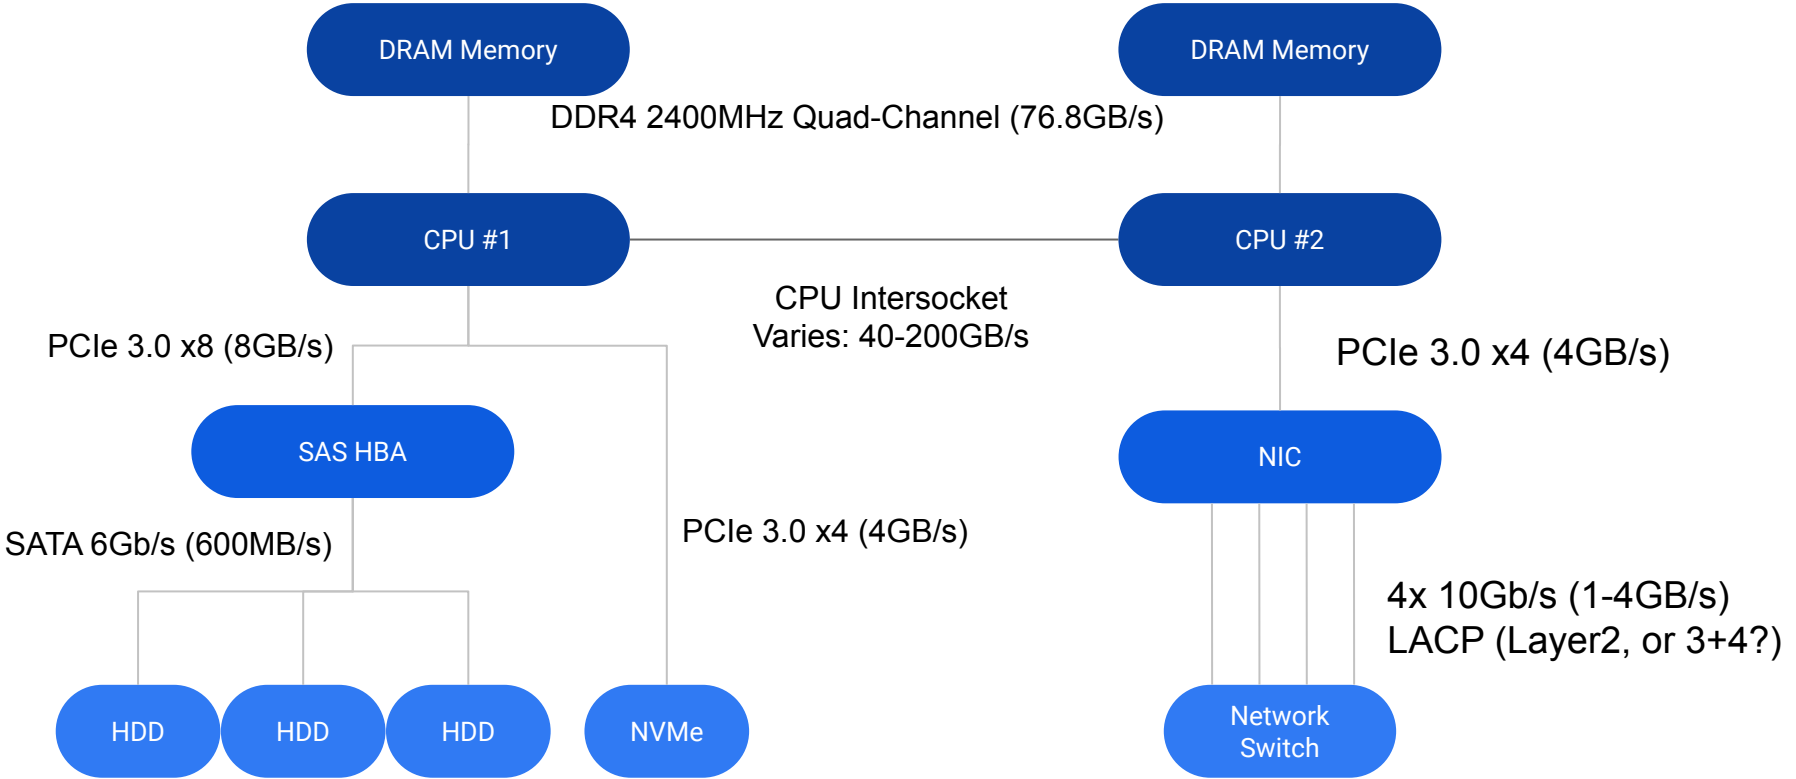 DRAM Memory
DRAM Memory
DDR4 2400MHz Quad-Channel (76.8GB/s)
CPU #1
CPU #2
CPU Intersocket
Varies: 40-200GB/s
PCIe 3.0 x8 (8GB/s)
PCIe 3.0 x4 (4GB/s)
SAS HBA
NIC
SATA 6Gb/s (600MB/s)
PCIe 3.0 x4 (4GB/s)
4x 10Gb/s (1-4GB/s)
LACP (Layer2, or 3+4?)
HDD
HDD
HDD
NVMe
Network
Switch